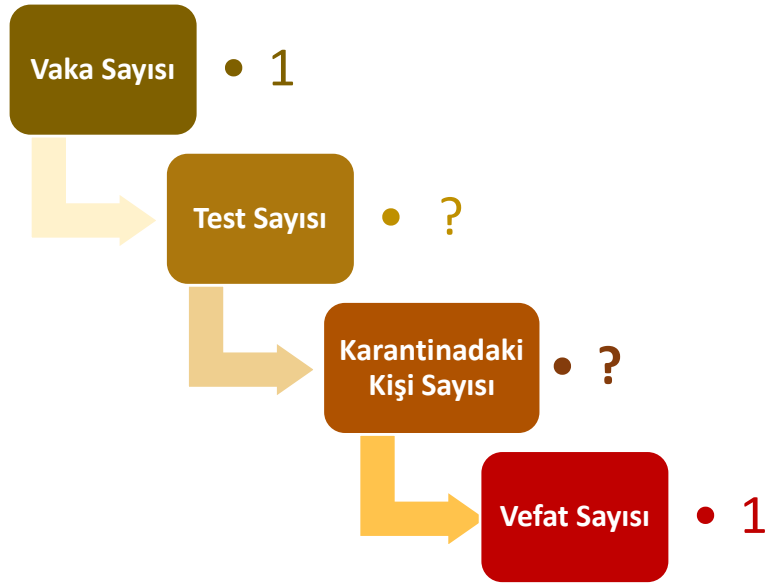 Vaka Sayısı
• 1
Test Sayısı
• ?
Karantinadaki
Kişi Sayısı
• ?
Vefat Sayısı
• 1